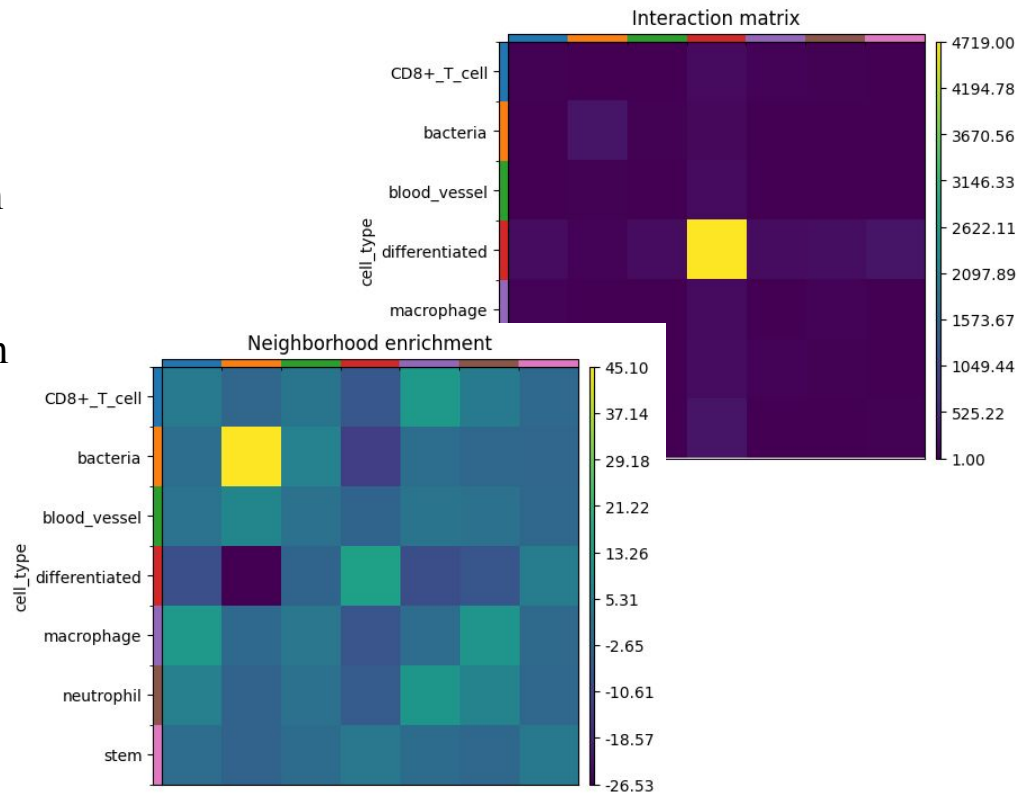 Interaction matrix
CD8+_T_cell
bacteria
blood_vessel
differentiated
macrophage
cell_type
4719.00
4194.78
3670.56
3146.33
2622.11
2097.89
1573.67
1049.44
525.22
1.00
n
n
Neighborhood enrichment
CD8+_T_cell
bacteria
blood_vessel
differentiated
macrophage
neutrophil
stem
cell_type
45.10
37.14
29.18
21.22
13.26
5.31
-2.65
-10.61
-18.57
-26.53